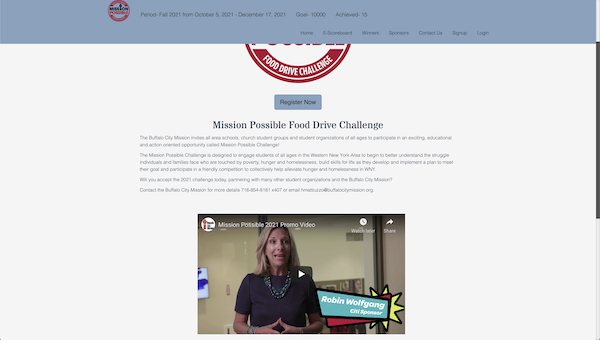 MISSION
POSSIBLE
Period- Fall 2021 from October 5, 2021 - December 17, 2021 Goal- 10000 Achieved- 15
Home E-Scoreboard Winners Sponsors Contact Us Signup Login
POSSIBLE
FOOD DRIVE CHALLENGE
Register Now
Mission Possible Food Drive Challenge
The Buffalo City Mission invites all area schools, church student groups and student organizations of all ages to participate in an exciting, educational
and action oriented opportunity called Mission Possible Challenge!
The Mission Possible Challenge is designed to engage students of all ages in the Western New York Area to begin to better understand the struggle
individuals and families face who are touched by poverty, hunger and homelessness, build skills for life as they develop and implement a plan to meet
their goal and participate in a friendly competition to collectively help alleviate hunger and homelessness in WNY.
Will you accept the 2021 challenge today, partnering with many other student organizations and the Buffalo City Mission?
Contact the Buffalo City Mission for more details 716-854-8181 x407 or email
Mission Possible 2021 Promo Video
Watch later Share
Robin Wolfgang
Citi Sponsor